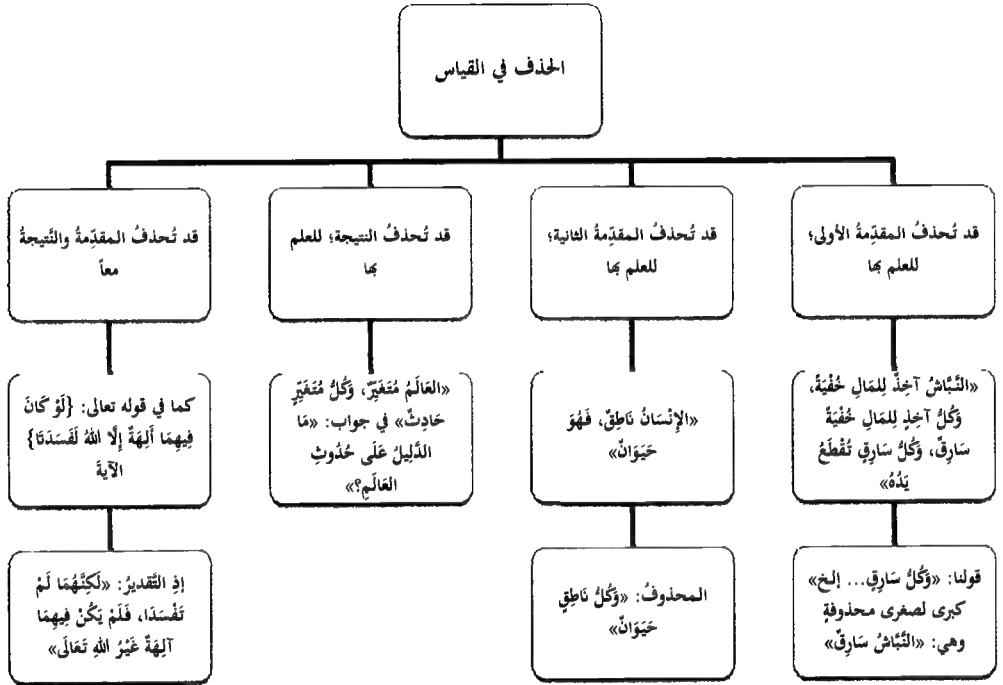 الحذف في القياس
قد تُحذفُ المقدِّمةُ الأولى؛
للعلم بها
قد تُحذفُ المقدِّمةُ الثانية؛
للعلم بها
قد تُحذفُ النتيجة؛ للعلم
بها
قد تُحذفُ المقدِّمةُ والنَّتيجةُ
معاً
«النَّبَّاشُ آخِذٌ لِلمَالِ خُفْيَةً،
وَكُلُّ آخِذٍ لِلمَالِ خُفْيَةً
سَارِقٌ، وَكُلُّ سَارِقٍ تُقْطَعُ
يَدُهُ»
«الإِنْسَانُ نَاطِقٌ، فَهُوَ
حَيَوَانٌ»
«العَالَمُ مُتَغَيِّرٌ، وَكُلُّ مُتَغَيِّرٍ
حَادِثٌ» في جواب: «مَا
الدَّلِيلُ عَلَى حُدُوثِ
العَالَمِ؟»
كما في قوله تعالى: {لَوْ كَانَ
فِيهِمَا أَلِهَةٌ إِلَّا اللهُ لَفَسَدَتَا}
الآيةَ
قولنا: «وَكُلُّ سَارِقٍ... إلخ»
كبرى لصغرى محذوفةٍ
وهي: «النَّبَّاشُ سَارِقٌ»
المحذوفُ: «وَكُلُّ نَاطِقٍ
حَيَوَانٌ»
إذِ التَّقديرُ: «لَكِنَّهُمَا لَمْ
تَفْسَدَا، فَلَمْ يَكُنْ فِيهِمَا
آلِهَةٌ غَيْرُ اللهِ تَعَالَى»